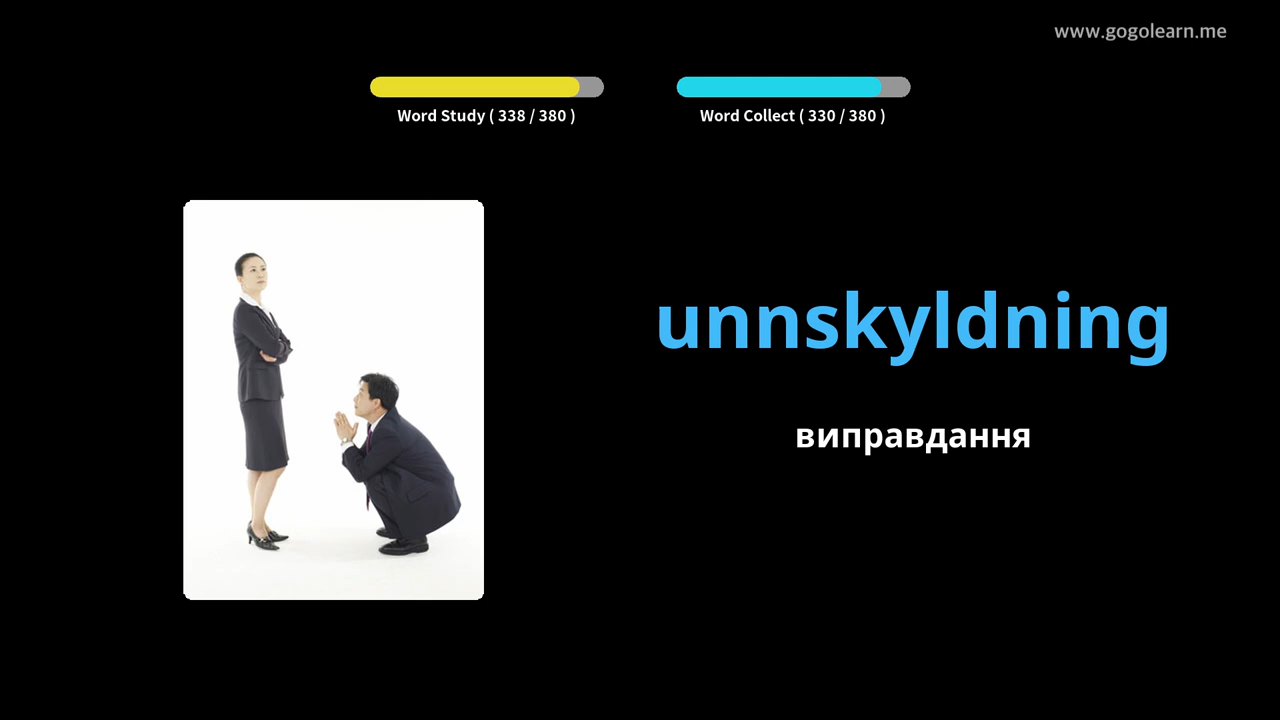 www.gogolearn.me
Word Study ( 338 / 380 )
Word Collect ( 330 / 380 )
unnskyldning
виправдання